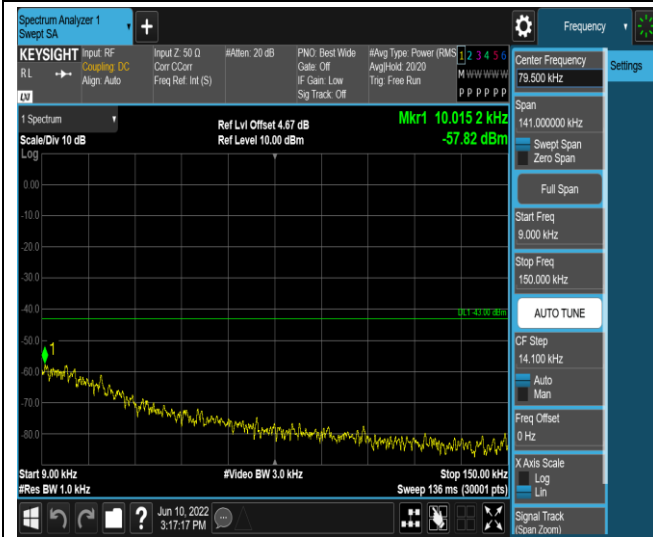 Spectrum Analyzer 1
Swept SA
+
Frequency
KEYSIGHT
RL
LXI
Input: RF
Coupling: DC
Align: Auto
Input Z: 50 Ω
Corr CCorr
Freq Ref: Int (S)
#Atten: 20 dB
PNO: Best Wide
Gate: Off
IF Gain: Low
Sig Track: Off
#Avg Type: Power (RMS
Avg|Hold: 20/20
Trig: Free Run
1 2 3 4 5 6
M W W W W W
P P P P P P
1 Spectrum
Scale/Div 10 dB
Log
Ref Lvl Offset 4.67 dB
Ref Level 10.00 dBm
Mkr1 10.015 2 kHz
-57.82 dBm
0.00
-10.0
-20.0
-30.0
-40.0
DL1 -43.00 dBm
-50.0
1
-60.0
-70.0
-80.0
Start 9.00 kHz
#Res BW 1.0 kHz
#Video BW 3.0 kHz
Stop 150.00 kHz
Sweep 136 ms (30001 pts)
?
Jun 10, 2022
3:17:17 PM
Center Frequency
79.500 kHz
Settings
Span
141.000000 kHz
Swept Span
Zero Span
Full Span
Start Freq
9.000 kHz
Stop Freq
150.000 kHz
AUTO TUNE
CF Step
14.100 kHz
Auto
Man
Freq Offset
0 Hz
X Axis Scale
Log
Lin
Signal Track
(Span Zoom)